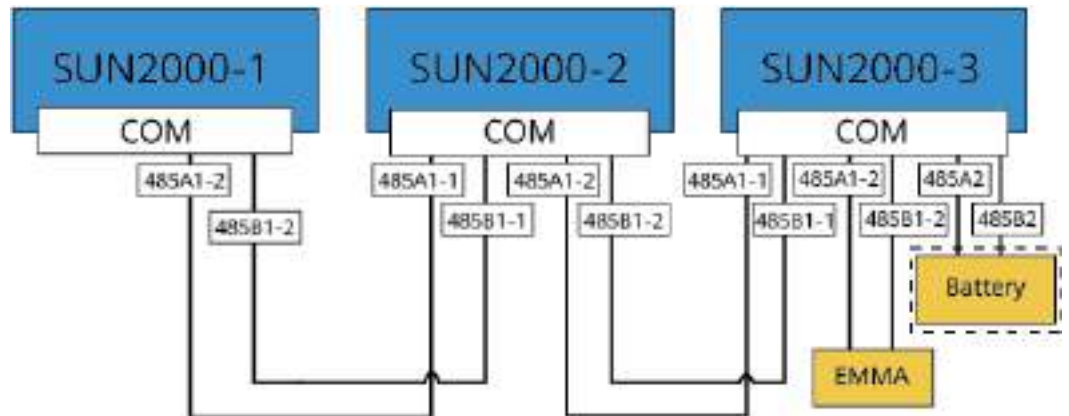 SUN2000-1
SUN2000-2
SUN2000-3
COM
COM
COM
485A1-2
485A1-1
485A1-2
485A1-1
485A1-2
485A2
485B1-2
485B1-1
485B1-2
485B1-1
485B1-2
485B2
Battery
EMMA